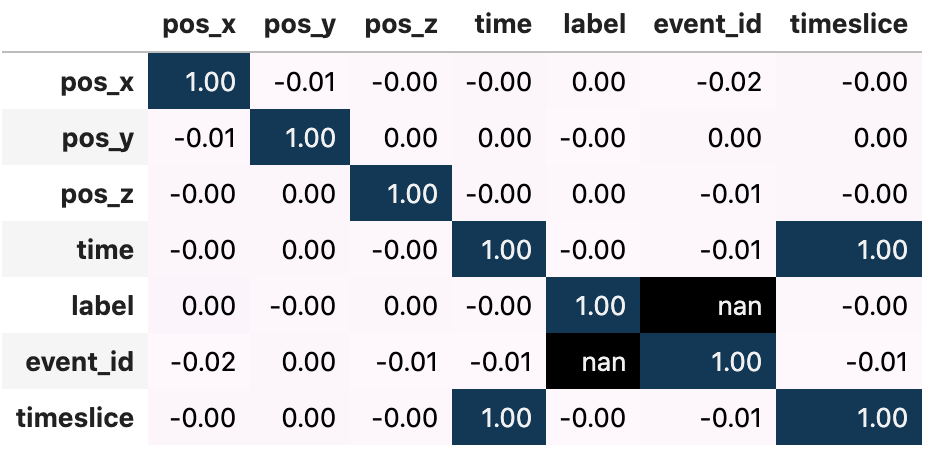 pos_x pos_y pos_z time label event_id timeslice
pos_x 1.00 -0.01 -0.00 -0.00 0.00 -0.02 -0.00
pos_y -0.01 1.00 0.00 0.00 -0.00 0.00 0.00
pos_z -0.00 0.00 1.00 -0.00 0.00 -0.01 -0.00
time -0.00 0.00 -0.00 1.00 -0.00 -0.01 1.00
label 0.00 -0.00 0.00 -0.00 1.00 nan -0.00
event_id -0.02 0.00 -0.01 -0.01 nan 1.00 -0.01
timeslice -0.00 0.00 -0.00 1.00 -0.00 -0.01 1.00